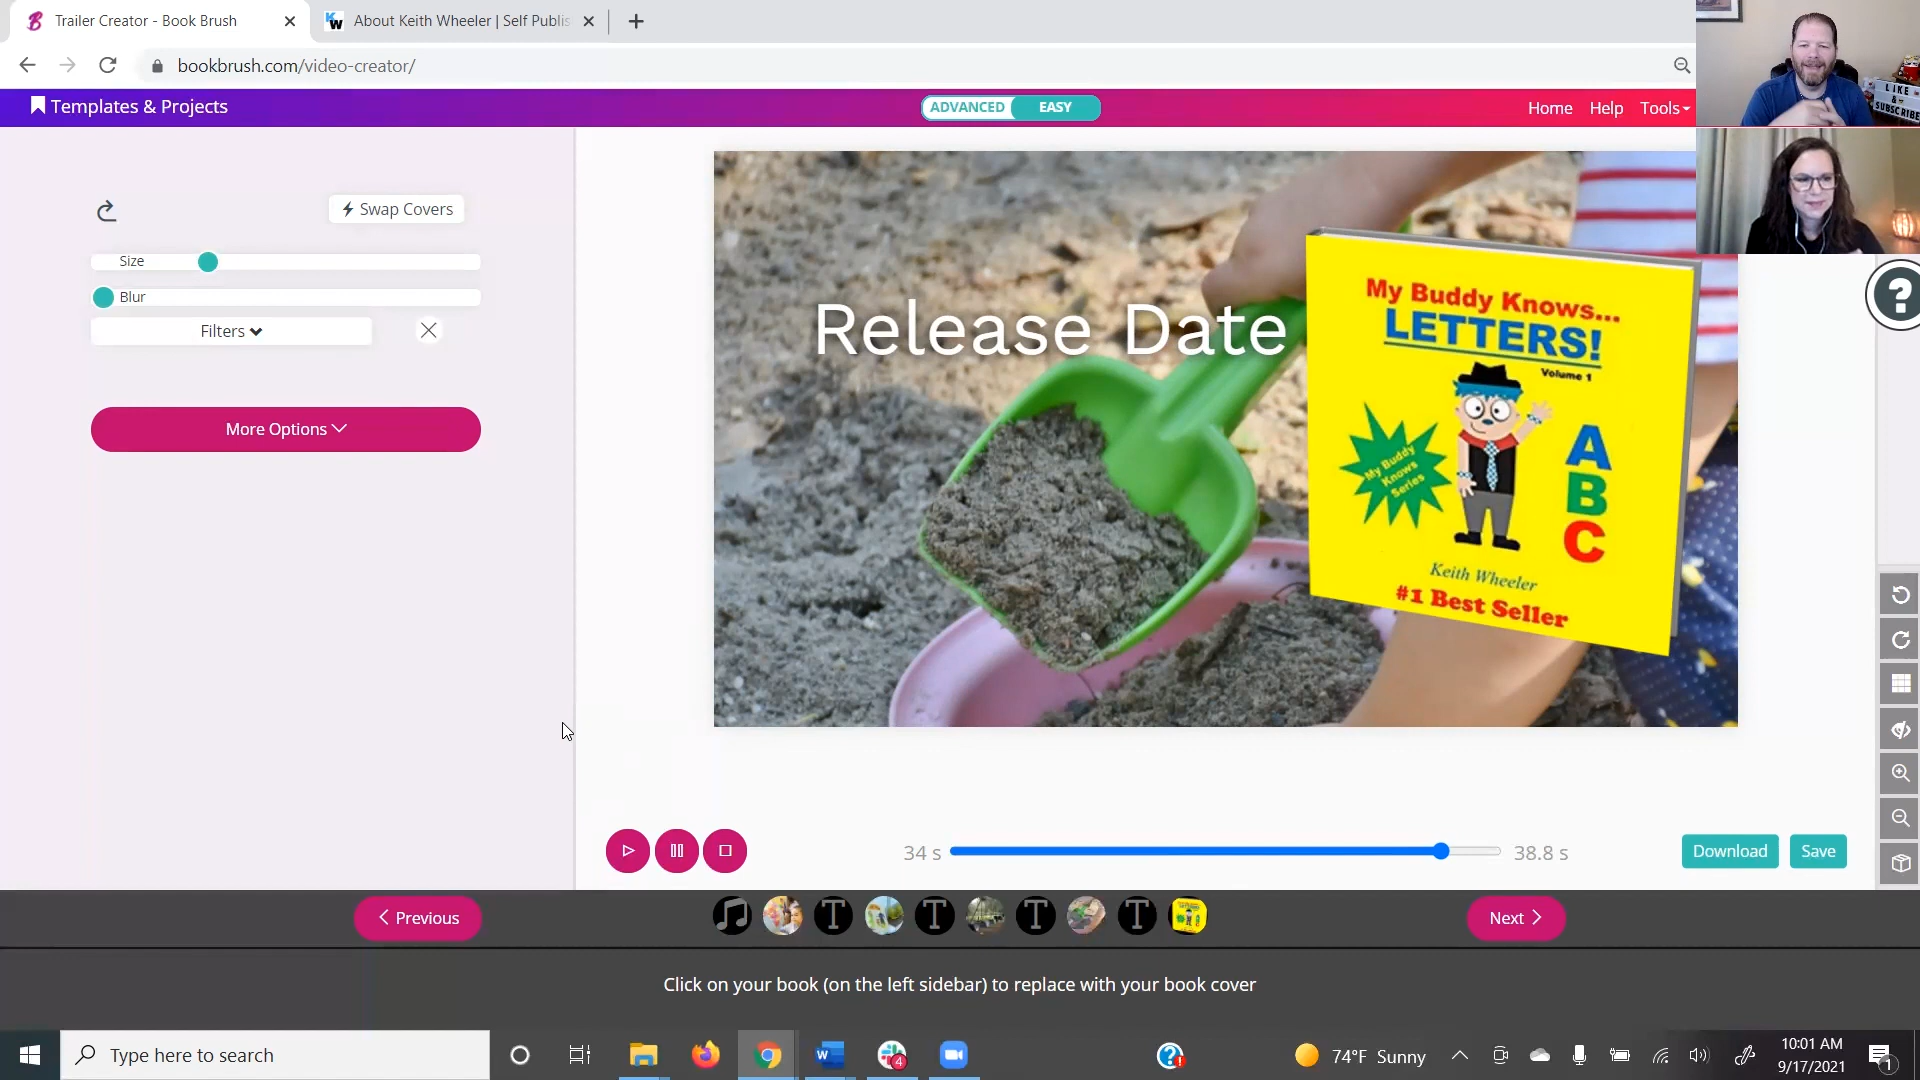 Trailer Creator - Book Brush
About Keith Wheeler | Self Publis
bookbrush.com/video-creator/
Templates & Projects
ADVANCED
EASY
Home
Help
Tools
LIKE
&
SUBSCRIBE
Swap Covers
Size
Blur
Filters
More Options
Release Date
My Buddy Knows...
LETTERS!
Volume 1
My Buddy
Knows
Series
A
B
C
Keith Wheeler
#1 Best Seller
?
34 s
38.8 s
Download
Save
Previous
T
T
T
T
Next
Click on your book (on the left sidebar) to replace with your book cover
Type here to search
W
4
?
74°F Sunny
10:01 AM
9/17/2021
1